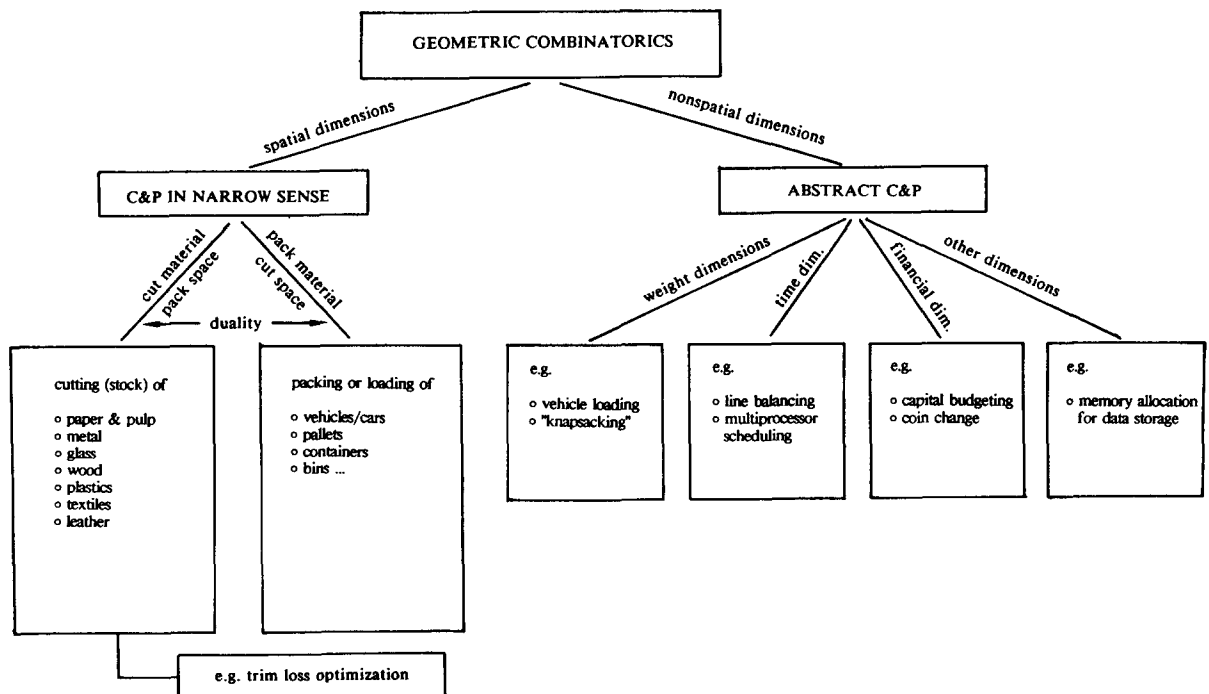 GEOMETRIC COMBINATORICS
spatial dimensions
nonspatial dimensions
C&P IN NARROW SENSE
ABSTRACT C&P
cut material
pack space
pack material
cut space
duality
weight dimensions
time dim.
financial dim.
other dimensions
cutting (stock) of
o paper & pulp
o metal
o glass
o wood
o plastics
o textiles
o leather
packing or loading of
o vehicles/cars
o pallets
o containers
o bins ...
e.g.
o vehicle loading
o "knapsacking"
e.g.
o line balancing
o multiprocessor
scheduling
e.g.
o capital budgeting
o coin change
e.g.
o memory allocation
for data storage
e.g. trim loss optimization